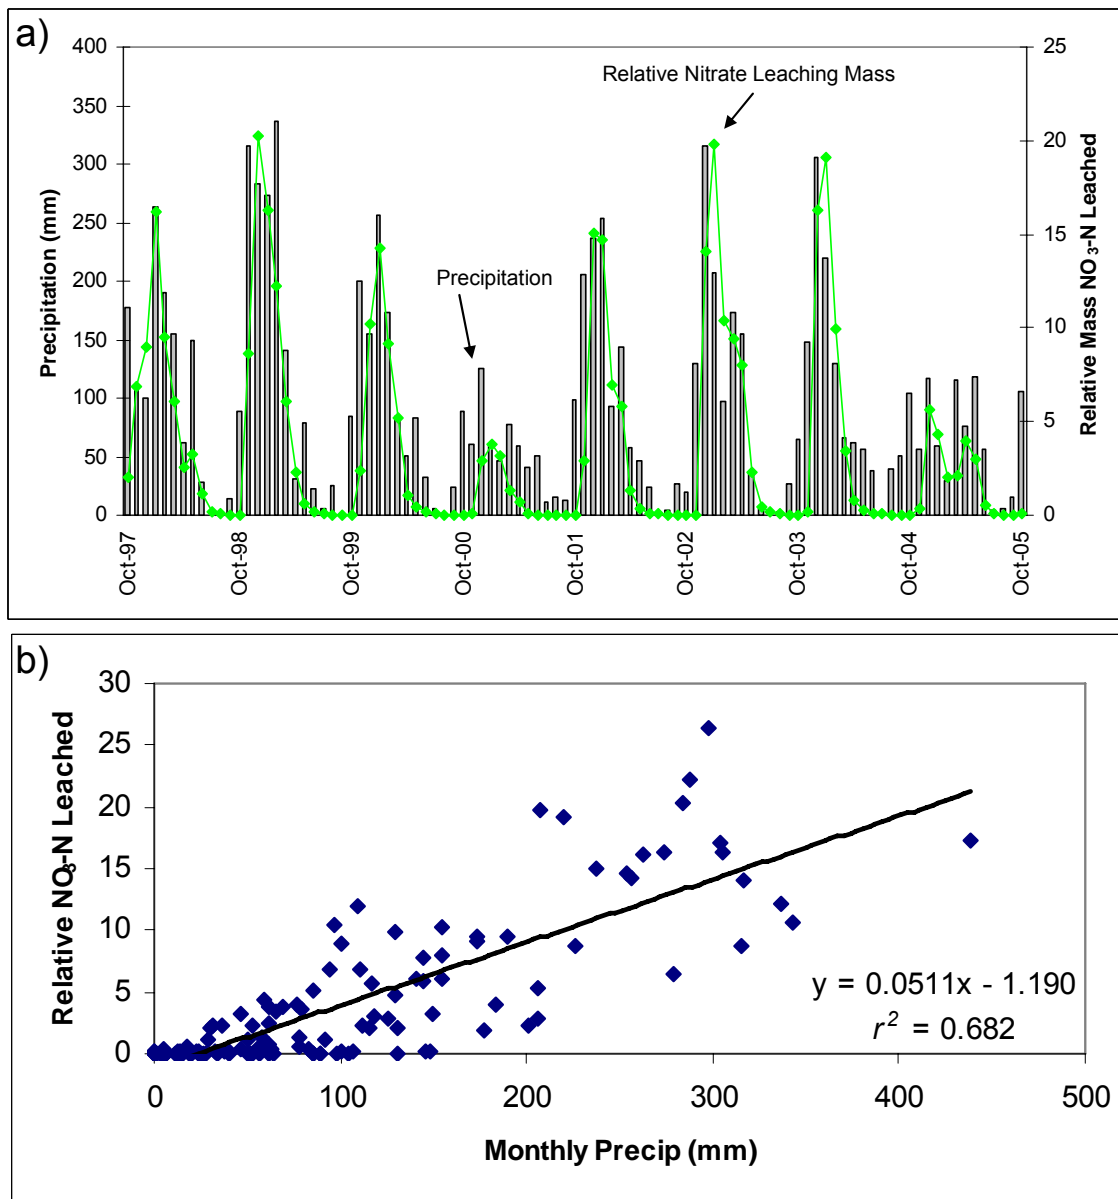 a)
400
350
300
250
200
150
100
50
0
Precipitation (mm)
25
20
15
10
5
0
Relative Mass NO3-N Leached
Relative Nitrate Leaching Mass
Precipitation
Oct-97
Oct-98
Oct-99
Oct-00
Oct-01
Oct-02
Oct-03
Oct-04
Oct-05
b)
30
25
20
15
10
5
0
Relative NO3-N Leached
y = 0.0511x - 1.190
r² = 0.682
0 100 200 300 400 500
Monthly Precip (mm)